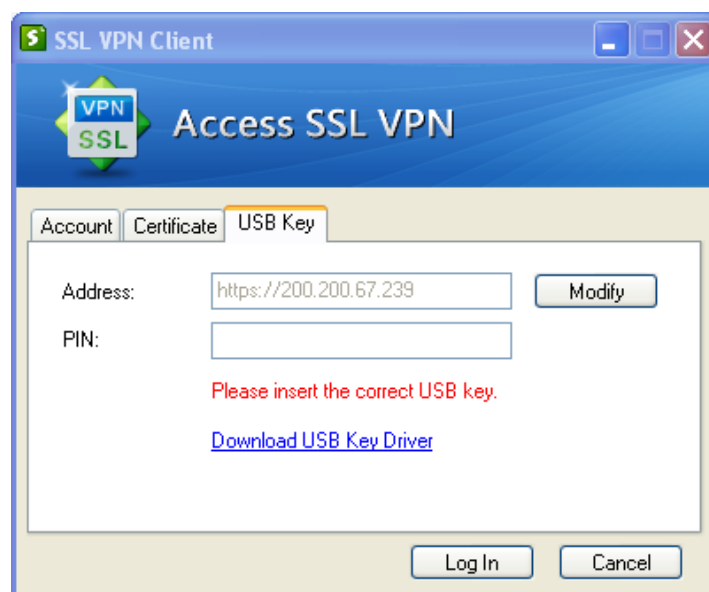 SSL VPN Client
VPN
SSL
Access SSL VPN
Account Certificate USB Key
Address: https://200.200.67.239 Modify
PIN:
Please insert the correct USB key.
Download USB Key Driver
Log In Cancel